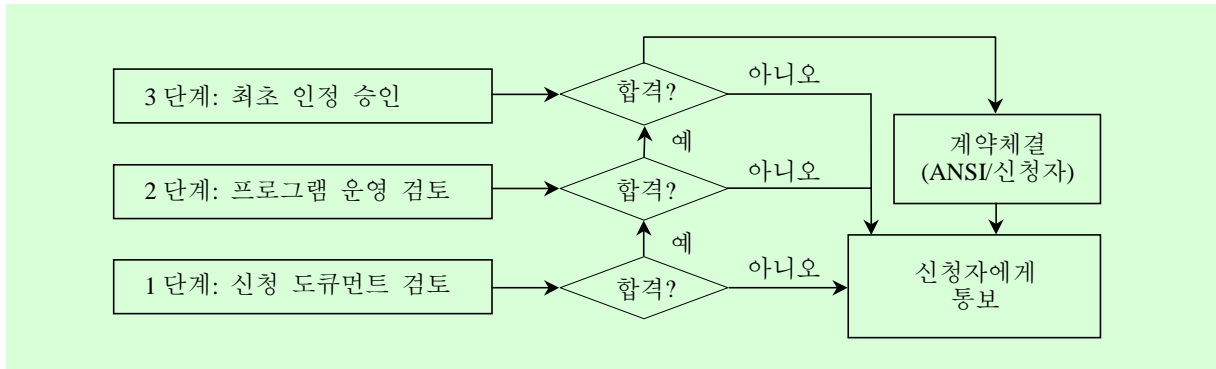 3단계: 최초 인정 승인
합격?
아니오
예
계약체결
(ANSI/신청자)
2단계: 프로그램 운영 검토
합격?
아니오
예
1단계: 신청 도큐먼트 검토
합격?
아니오
신청자에게
통보